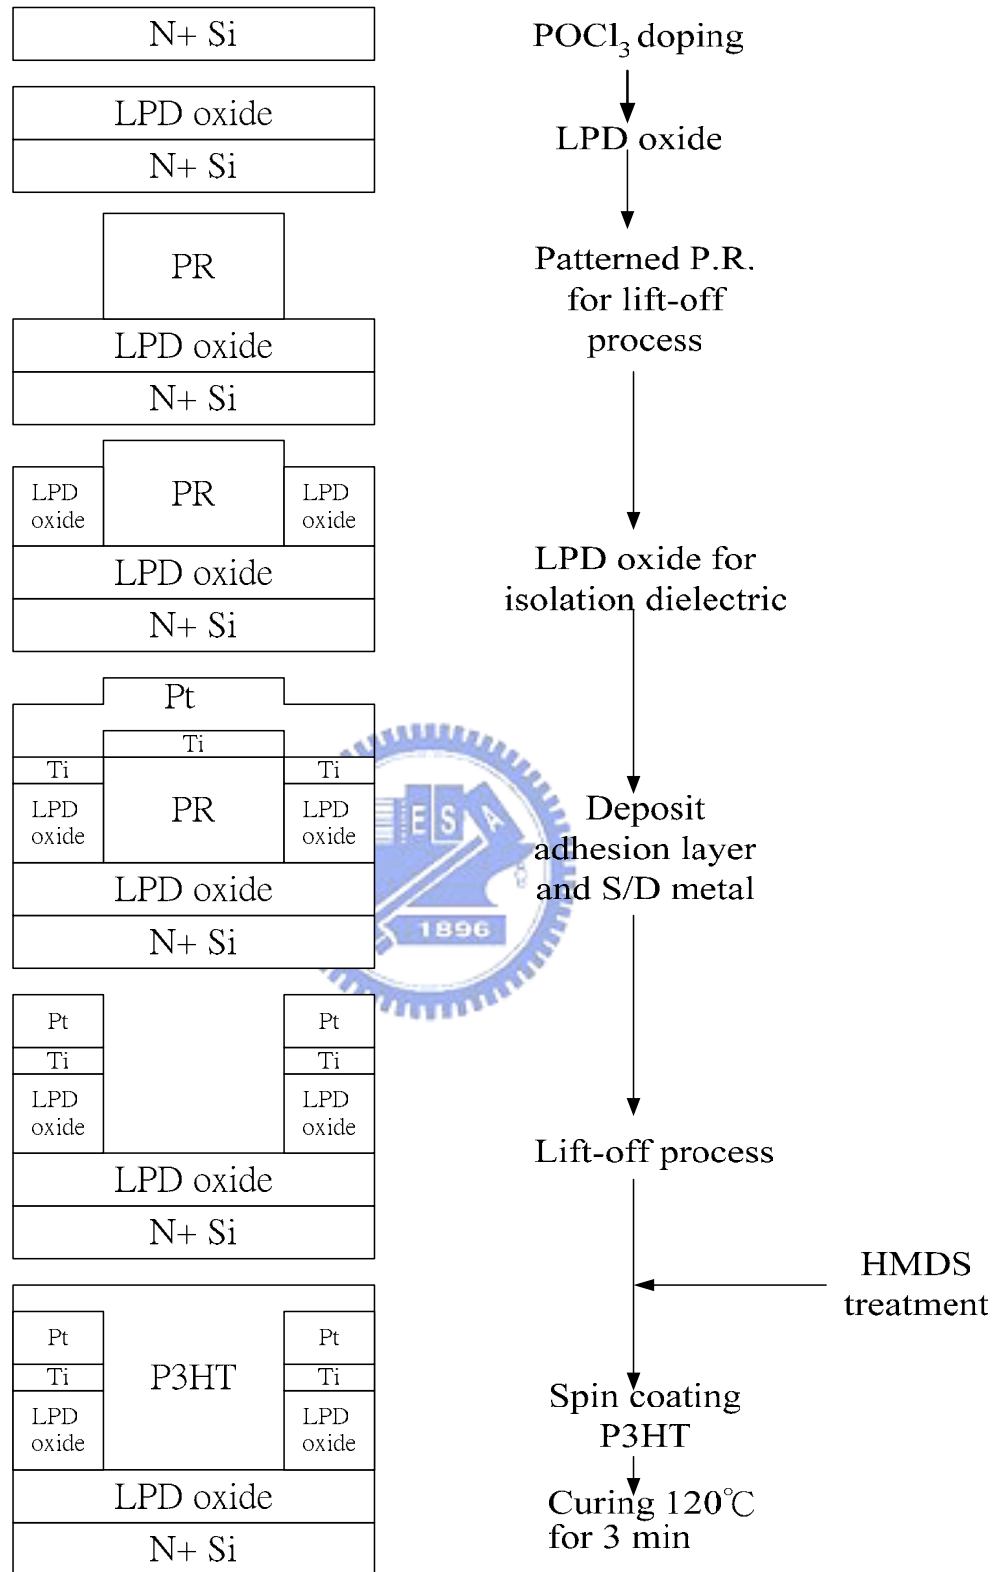 N+ Si
POCl₃ doping
LPD oxide
N+ Si
LPD oxide
PR
LPD oxide
N+ Si
Patterned P.R.
for lift-off
process
LPD
oxide
PR
LPD
oxide
LPD oxide
N+ Si
LPD oxide for
isolation dielectric
Pt
Ti
Ti
Ti
LPD
oxide
PR
LPD
oxide
LPD oxide
N+ Si
Deposit
adhesion layer
and S/D metal
ES A
1896
Pt
Pt
Ti
Ti
LPD
oxide
LPD
oxide
LPD oxide
N+ Si
Lift-off process
HMDS
treatment
Pt
Pt
Ti
Ti
P3HT
LPD
oxide
LPD
oxide
LPD oxide
N+ Si
Spin coating
P3HT
Curing 120℃
for 3 min